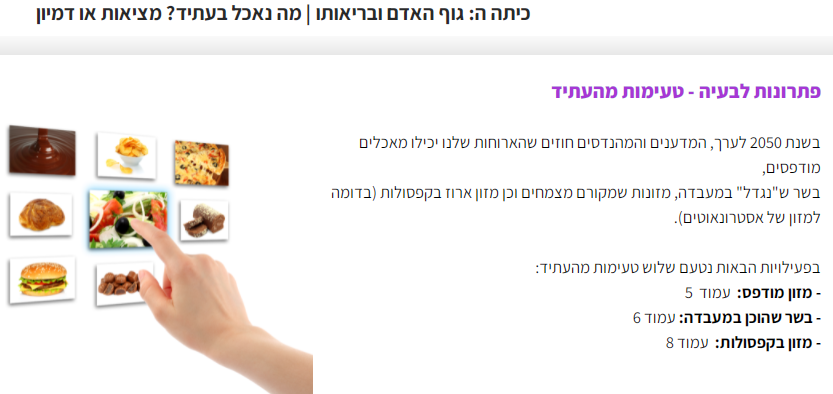 כיתה ה: גוף האדם ובריאותו | מה נאכל בעתיד? מציאות או דמיון
פתרונות לבעיה - טעימות מהעתיד
בשנת 2050 לערך, המדענים והמהנדסים חוזים שהארוחות שלנו יכילו מאכלים
מודפסים,
בשר ש"נגדל" במעבדה, מזונות שמקורם מצמחים וכן מזון ארוז בקפסולות (בדומה
למזון של אסטרונאוטים).
בפעילויות הבאות נטעם שלוש טעימות מהעתיד:
- מזון מודפס: עמוד 5
- בשר שהוכן במעבדה: עמוד 6
- מזון בקפסולות: עמוד 8